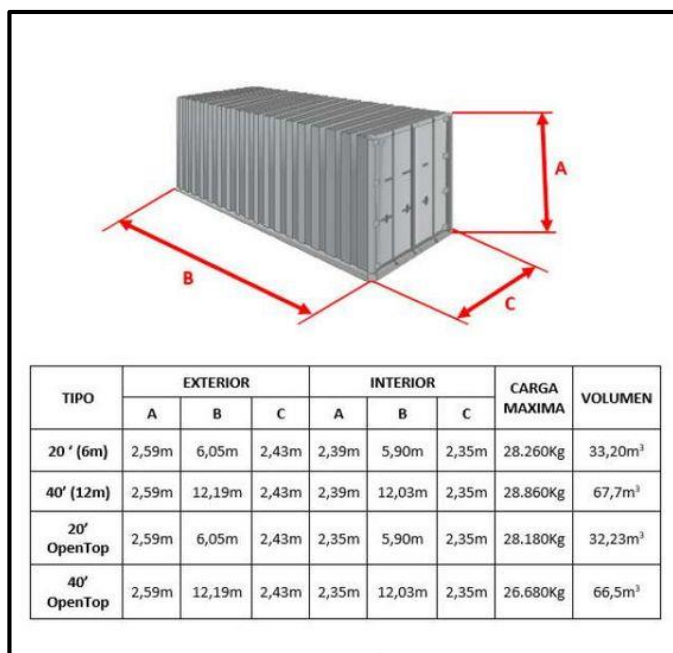 A
B
C
TIPO EXTERIOR INTERIOR CARGA MAXIMA VOLUMEN
A B C A B C
20 ' (6m) 2,59m 6,05m 2,43m 2,39m 5,90m 2,35m 28.260Kg 33,20m³
40' (12m) 2,59m 12,19m 2,43m 2,39m 12,03m 2,35m 28.860Kg 67,7m³
20' OpenTop 2,59m 6,05m 2,43m 2,35m 5,90m 2,35m 28.180Kg 32,23m³
40' OpenTop 2,59m 12,19m 2,43m 2,35m 12,03m 2,35m 26.680Kg 66,5m³